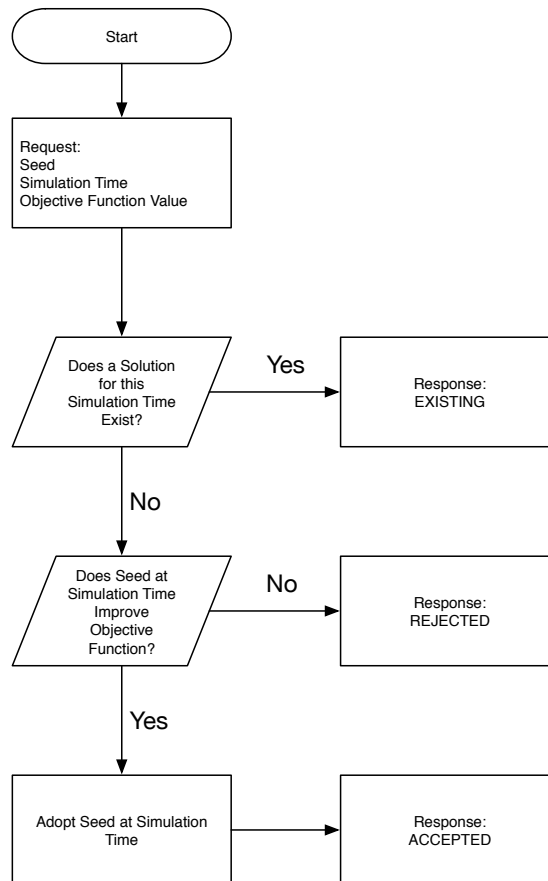 Start
Request:
Seed
Simulation Time
Objective Function Value
Does a Solution
for this
Simulation Time
Exist?
Yes
Response:
EXISTING
No
Does Seed at
Simulation Time
Improve
Objective
Function?
No
Response:
REJECTED
Yes
Adopt Seed at Simulation
Time
Response:
ACCEPTED